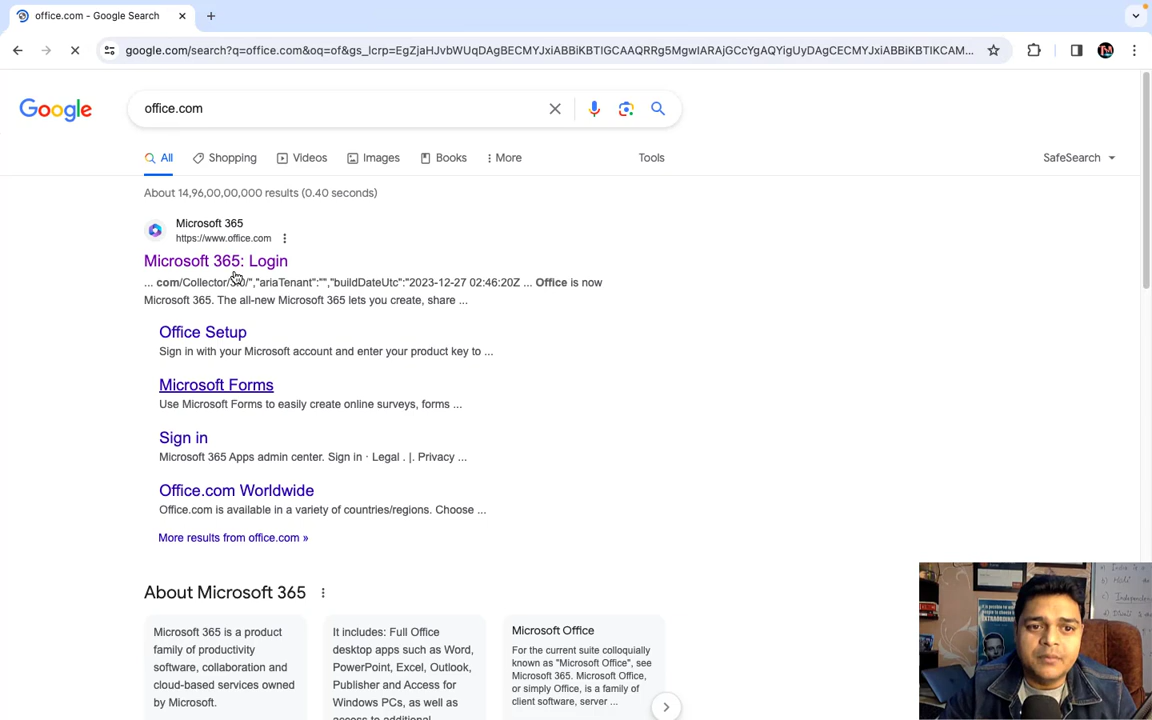 office.com - Google Search
google.com/search?q=office.com&oq=of&gs_lcrp=EgZjaHJvbWUqDAgBECMYJxiABBiKBTIGCAAQRRg5MgwIARAjGCcYgAQYigUyDAgCECMYJxiABBiKBTIKCAM...
Google
office.com
All Shopping Videos Images Books More Tools SafeSearch
About 14,96,00,00,000 results (0.40 seconds)
Microsoft 365
https://www.office.com
Microsoft 365: Login
... com/Collector/3.0/","ariaTenant":"","buildDateUtc":"2023-12-27 02:46:20Z ... Office is now
Microsoft 365. The all-new Microsoft 365 lets you create, share ...
Office Setup
Sign in with your Microsoft account and enter your product key to ...
Microsoft Forms
Use Microsoft Forms to easily create online surveys, forms ...
Sign in
Microsoft 365 Apps admin center. Sign in · Legal . |. Privacy ...
Office.com Worldwide
Office.com is available in a variety of countries/regions. Choose ...
More results from office.com »
About Microsoft 365
Microsoft 365 is a product
family of productivity
software, collaboration and
cloud-based services owned
by Microsoft.
It includes: Full Office
desktop apps such as Word,
PowerPoint, Excel, Outlook,
Publisher and Access for
Windows PCs, as well as
access to additional
Microsoft Office
For the current suite colloquially
known as "Microsoft Office", see
Microsoft 365. Microsoft Office,
or simply Office, is a family of
client software, server ...
EXTRAORDINARY